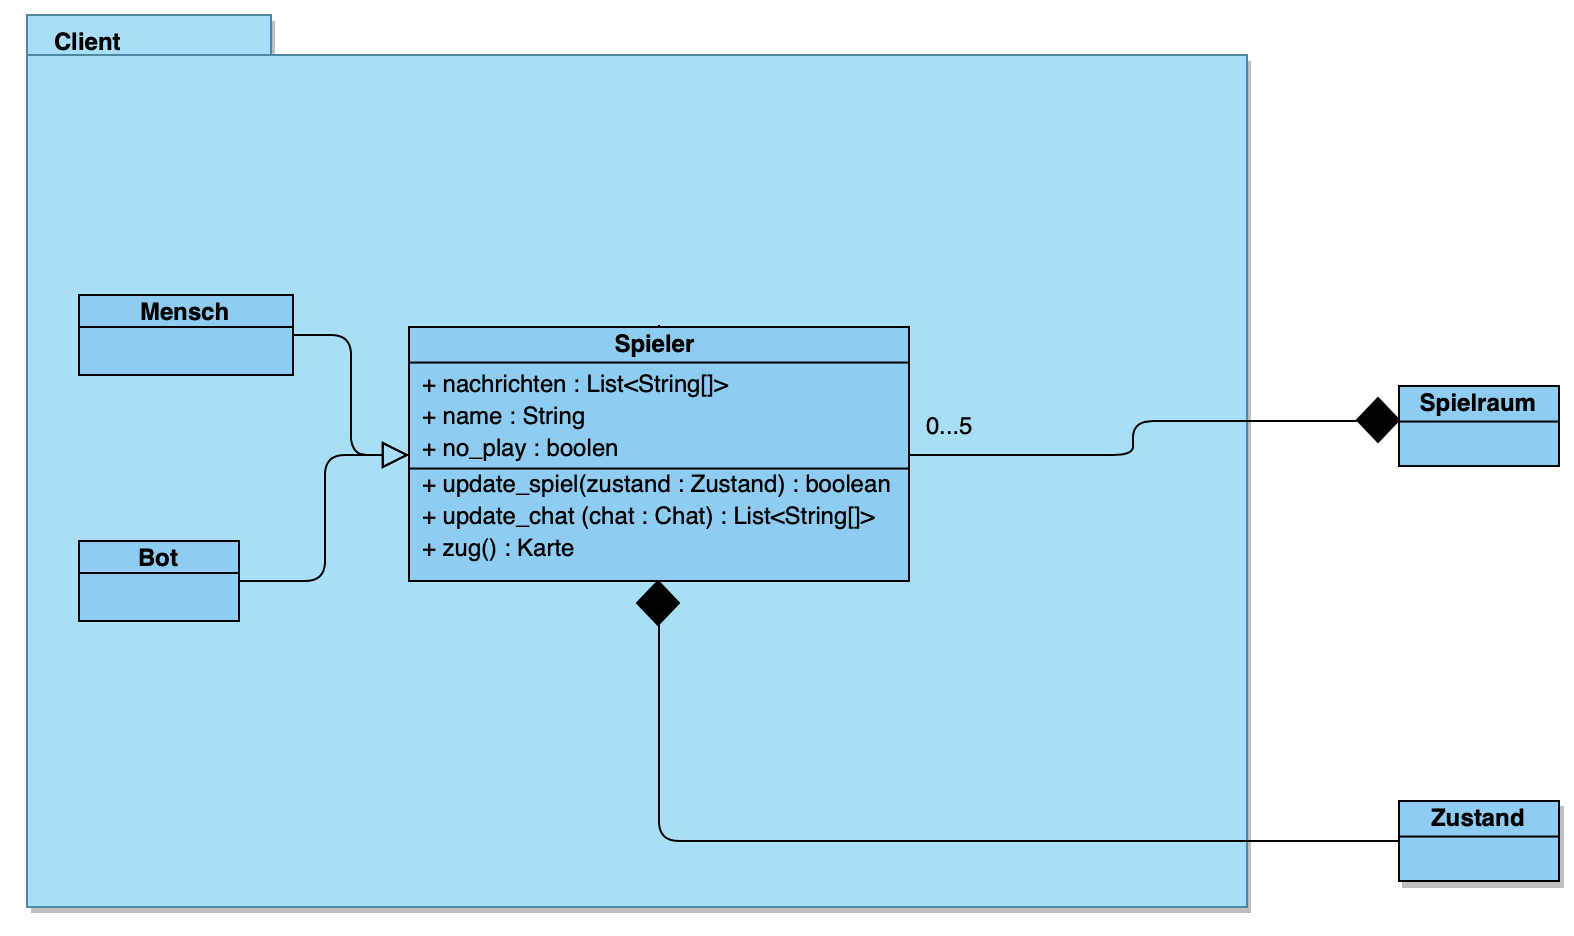 Client
Mensch
Spieler
+ nachrichten : List<String[]>
+ name : String
+ no_play : boolen
+ update_spiel(zustand : Zustand) : boolean
+ update_chat (chat : Chat) : List<String[]>
+ zug() : Karte
0...5
Spielraum
Bot
Zustand